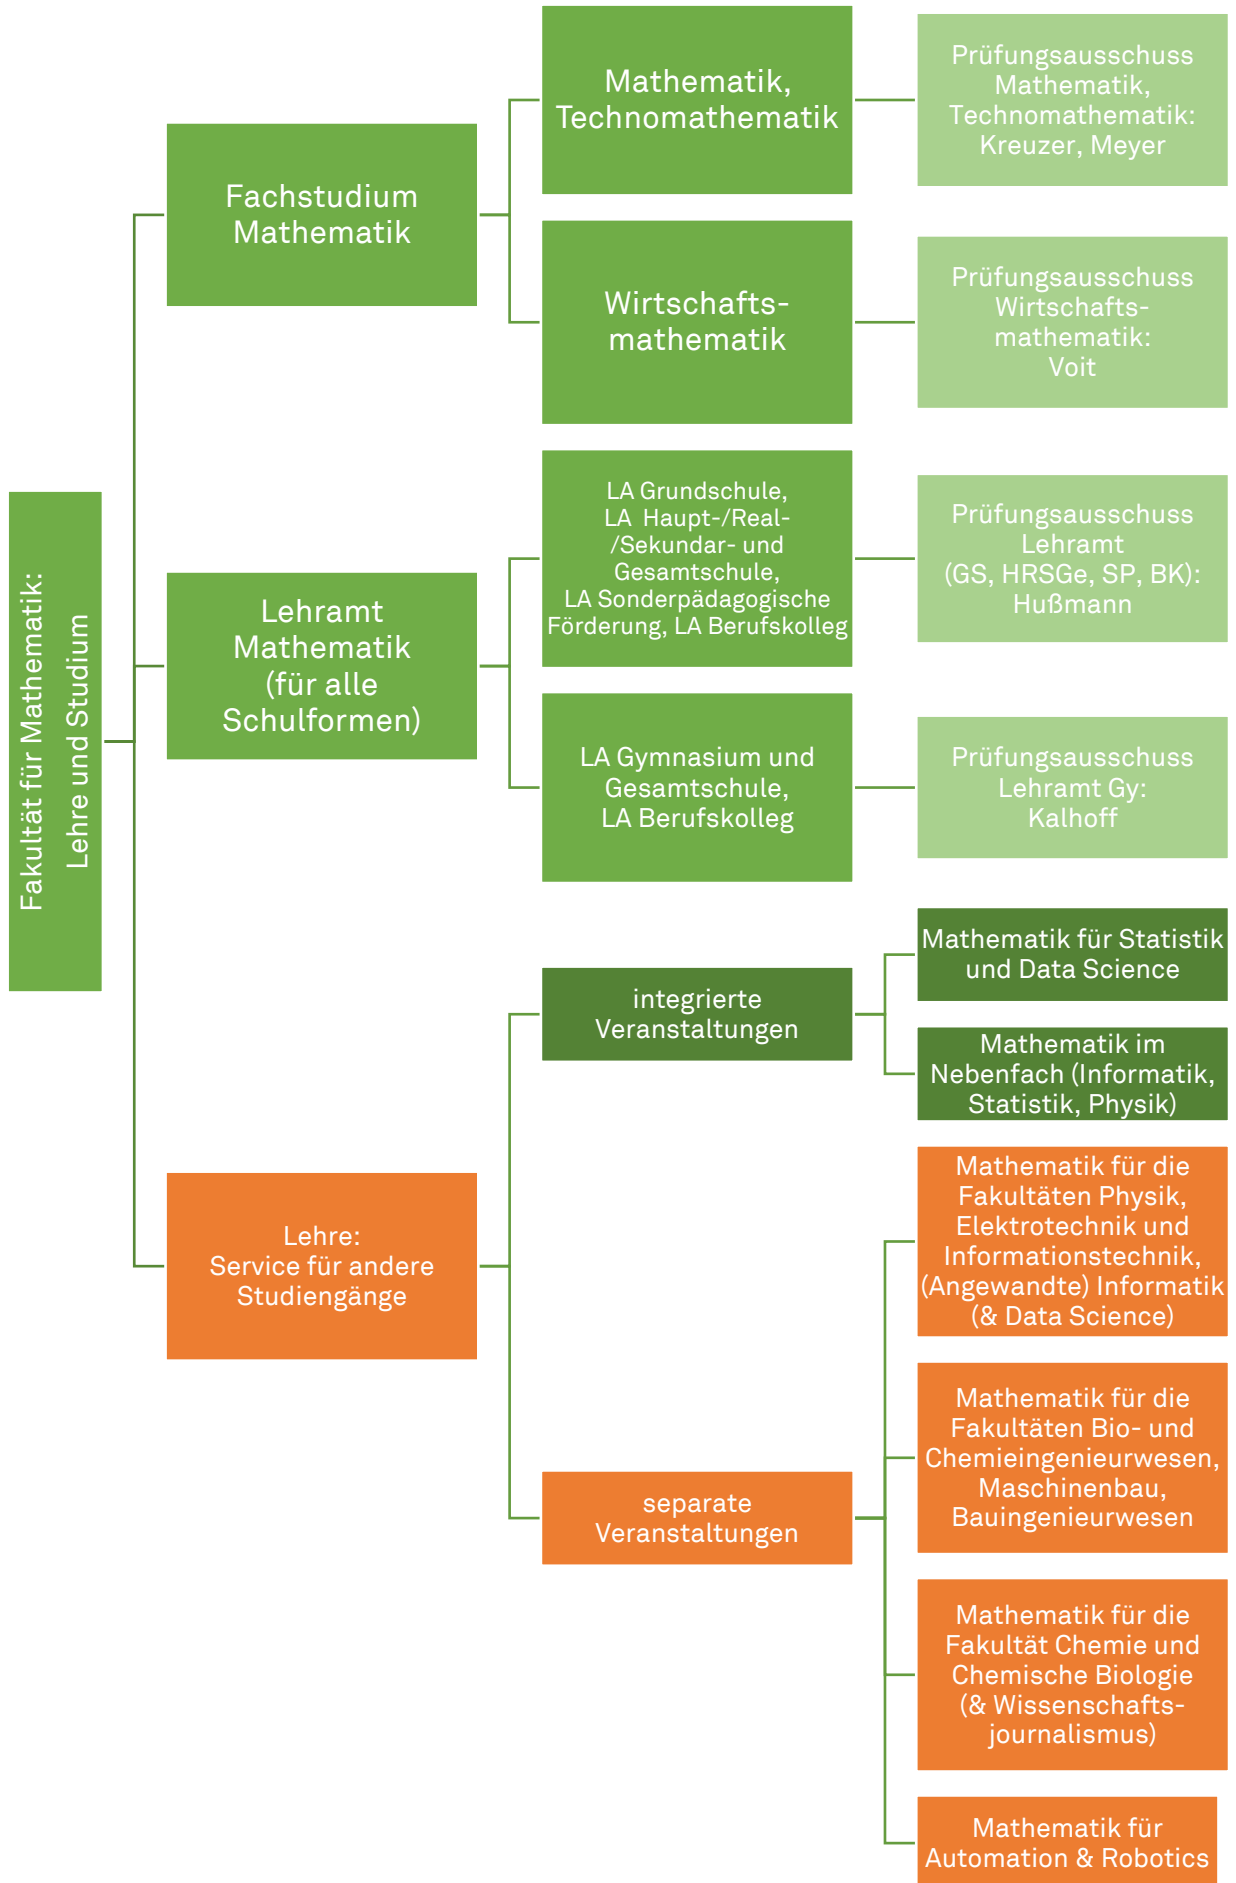 Fakultät für Mathematik:
Lehre und Studium
Fachstudium
Mathematik
Mathematik,
Technomathematik
Prüfungsausschuss
Mathematik,
Technomathematik:
Kreuzer, Meyer
Wirtschafts-
mathematik
Prüfungsausschuss
Wirtschafts-
mathematik:
Voit
Lehramt
Mathematik
(für alle
Schulformen)
LA Grundschule,
LA Haupt-/Real-
/Sekundar- und
Gesamtschule,
LA Sonderpädagogische
Förderung, LA Berufskolleg
Prüfungsausschuss
Lehramt
(GS, HRSGe, SP, BK):
Hußmann
LA Gymnasium und
Gesamtschule,
LA Berufskolleg
Prüfungsausschuss
Lehramt Gy:
Kalhoff
Lehre:
Service für andere
Studiengänge
integrierte
Veranstaltungen
Mathematik für Statistik
und Data Science
Mathematik im
Nebenfach (Informatik,
Statistik, Physik)
separate
Veranstaltungen
Mathematik für die
Fakultäten Physik,
Elektrotechnik und
Informationstechnik,
(Angewandte) Informatik
(& Data Science)
Mathematik für die
Fakultäten Bio- und
Chemieingenieurwesen,
Maschinenbau,
Bauingenieurwesen
Mathematik für die
Fakultät Chemie und
Chemische Biologie
(& Wissenschafts-
journalismus)
Mathematik für
Automation & Robotics